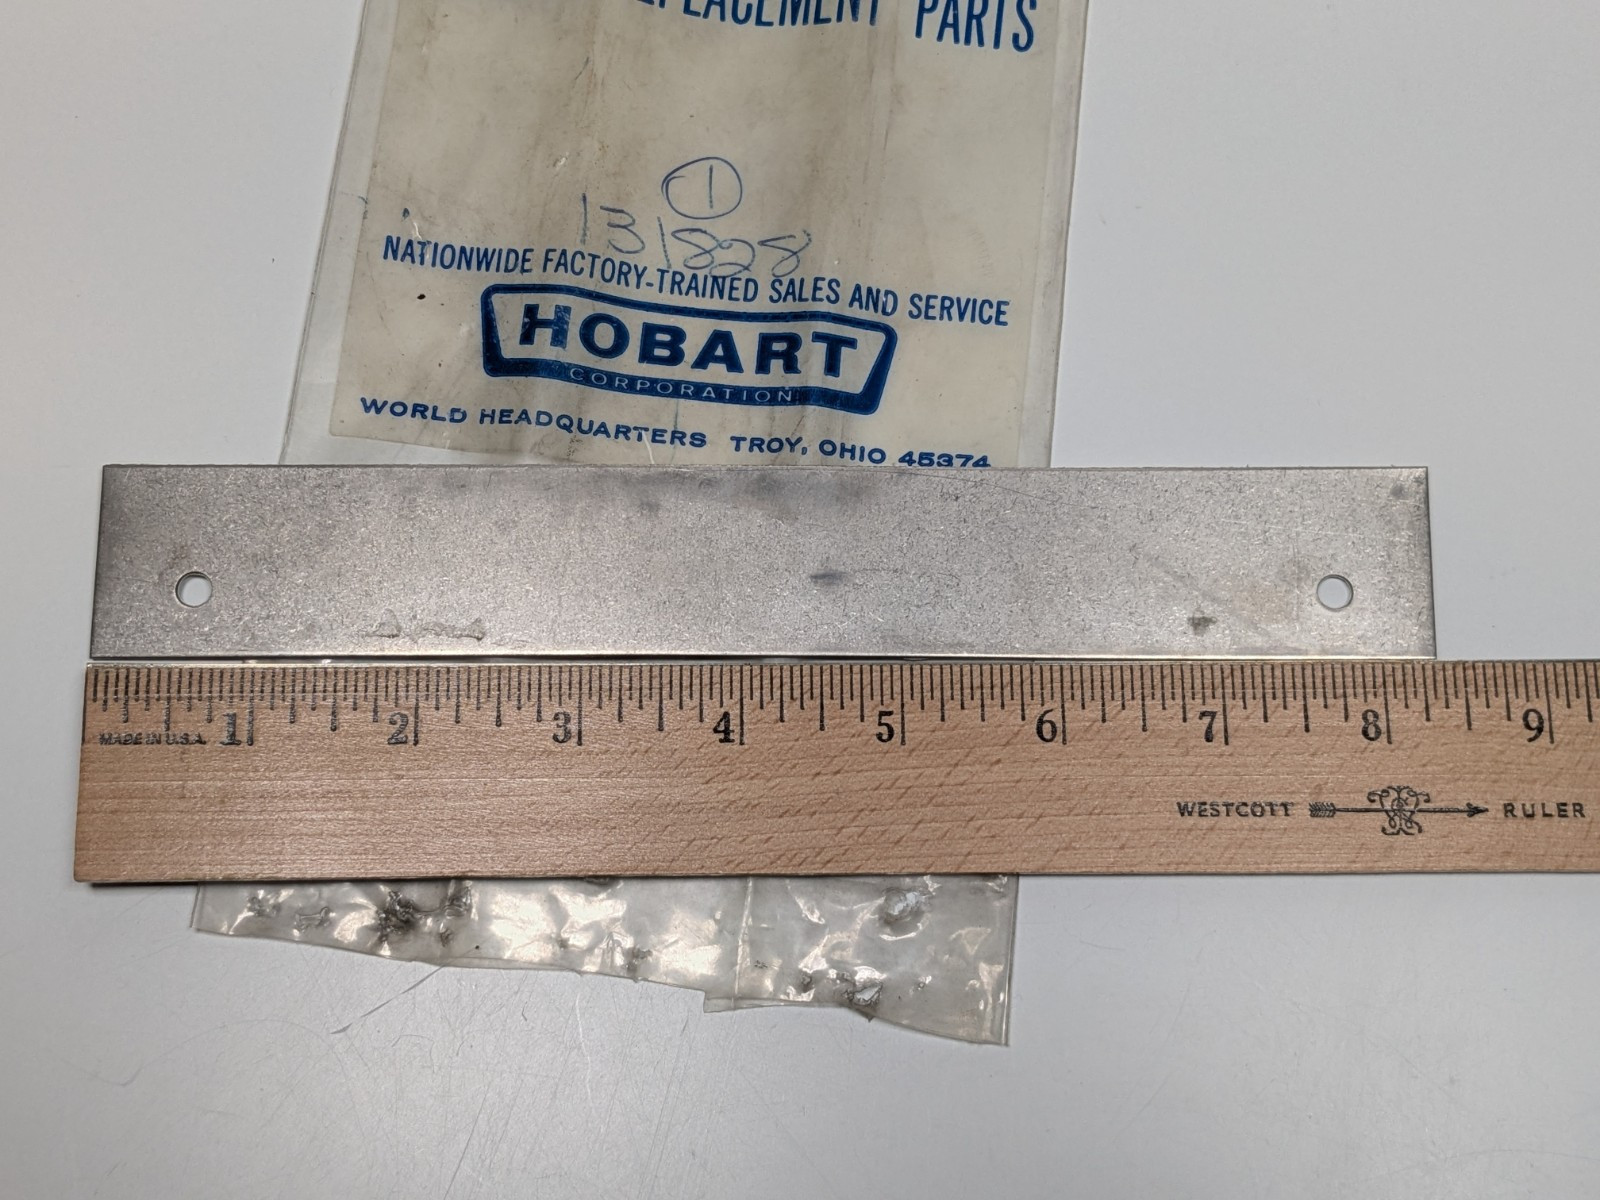 PARTS
1
131828
NATIONWIDE FACTORY-TRAINED SALES AND SERVICE
HOBART
CORPORATION
WORLD HEADQUARTERS TROY, OHIO 45374
1 2 3 4 5 6 7 8 9
MADE IN U.S.A.
WESTCOTT RULER